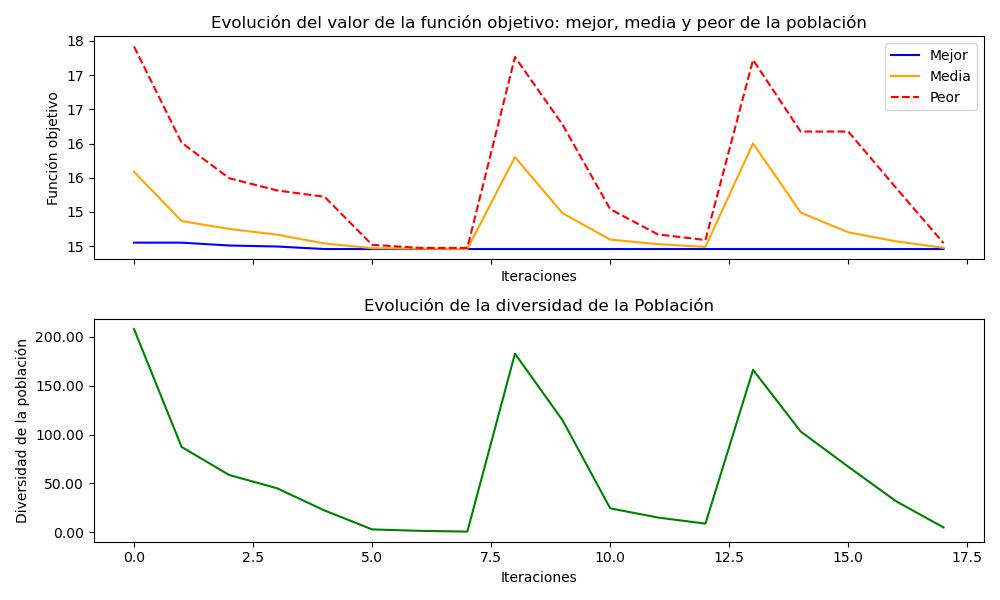 Evolución del valor de la función objetivo: mejor, media y peor de la población
Función objetivo
18
17
17
16
16
15
15
Mejor
Media
Peor
Iteraciones
Evolución de la diversidad de la Población
Diversidad de la población
200.00
150.00
100.00
50.00
0.00
0.0 2.5 5.0 7.5 10.0 12.5 15.0 17.5
Iteraciones